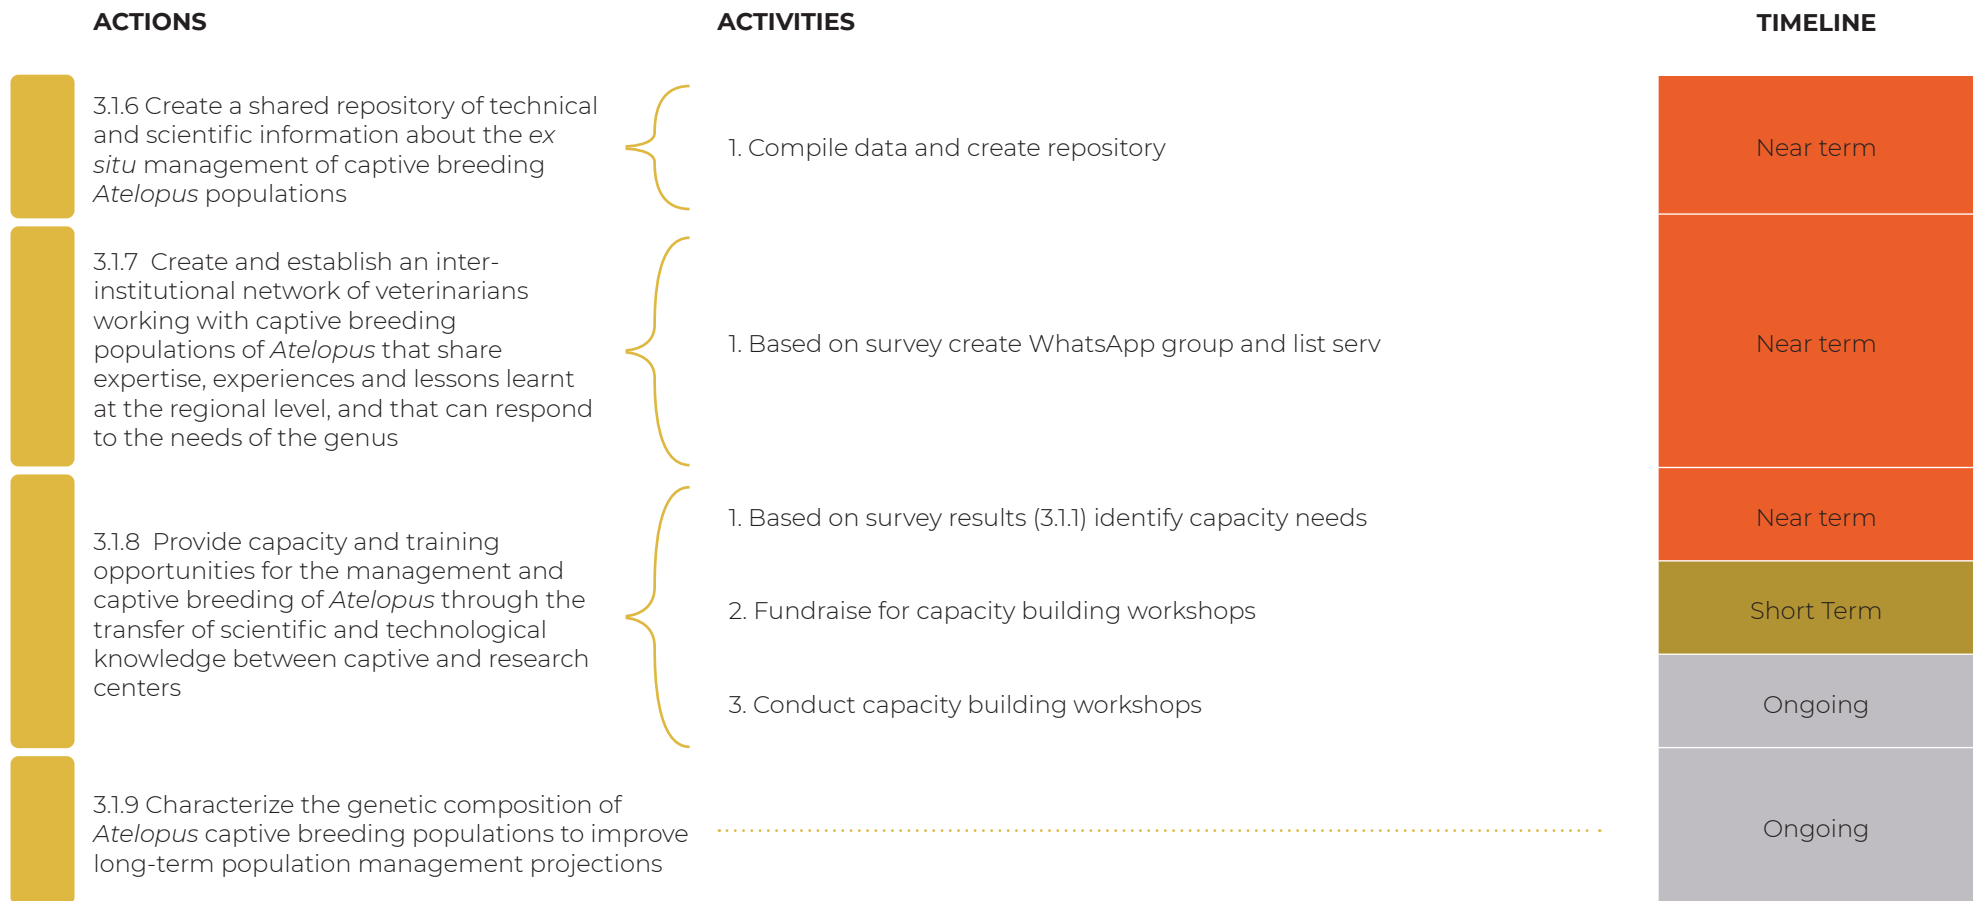 ACTIONS
ACTIVITIES
TIMELINE
3.1.6 Create a shared repository of technical
and scientific information about the ex
situ management of captive breeding
Atelopus populations
1. Compile data and create repository
Near term
3.1.7 Create and establish an inter-
institutional network of veterinarians
working with captive breeding
populations of Atelopus that share
expertise, experiences and lessons learnt
at the regional level, and that can respond
to the needs of the genus
1. Based on survey create WhatsApp group and list serv
Near term
3.1.8 Provide capacity and training
opportunities for the management and
captive breeding of Atelopus through the
transfer of scientific and technological
knowledge between captive and research
centers
1. Based on survey results (3.1.1) identify capacity needs
Near term
2. Fundraise for capacity building workshops
Short Term
3. Conduct capacity building workshops
Ongoing
3.1.9 Characterize the genetic composition of
Atelopus captive breeding populations to improve
long-term population management projections
Ongoing